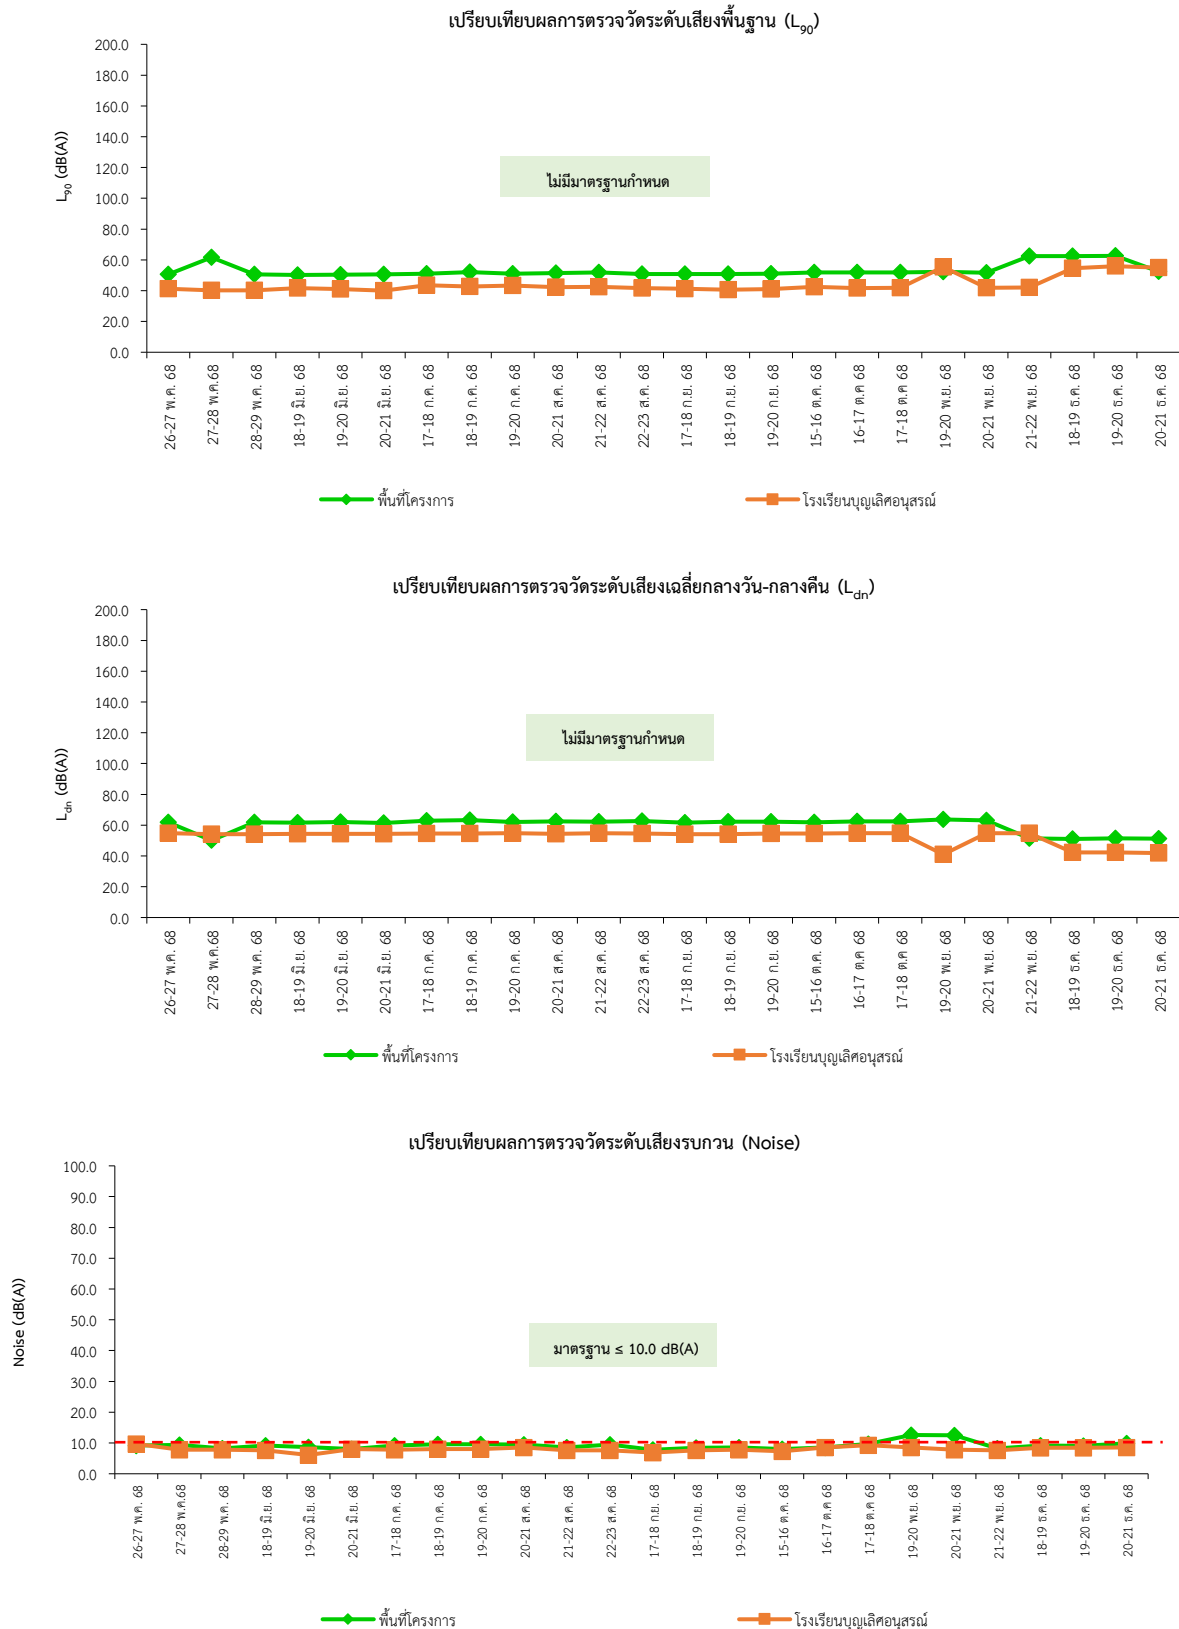 เปรียบเทียบผลการตรวจวัดระดับเสียงพื้นฐาน (L90)
200.0
180.0
160.0
140.0
120.0
100.0
80.0
60.0
40.0
20.0
0.0
L90 (dB(A))
ไม่มีมาตรฐานกำหนด
26-27 พ.ค. 68
27-28 พ.ค.68
28-29 พ.ค. 68
18-19 มิ.ย. 68
19-20 มิ.ย. 68
20-21 มิ.ย. 68
17-18 ก.ค. 68
18-19 ก.ค. 68
19-20 ก.ค. 68
20-21 ส.ค. 68
21-22 ส.ค. 68
22-23 ส.ค. 68
17-18 ก.ย. 68
18-19 ก.ย. 68
19-20 ก.ย. 68
15-16 ต.ค. 68
16-17 ต.ค 68
17-18 ต.ค 68
19-20 พ.ย. 68
20-21 พ.ย. 68
21-22 พ.ย. 68
18-19 ธ.ค. 68
19-20 ธ.ค. 68
20-21 ธ.ค. 68
พื้นที่โครงการ
โรงเรียนบุญเลิศอนุสรณ์
เปรียบเทียบผลการตรวจวัดระดับเสียงเฉลี่ยกลางวัน-กลางคืน (Ldn)
200.0
180.0
160.0
140.0
120.0
100.0
80.0
60.0
40.0
20.0
0.0
Ldn (dB(A))
ไม่มีมาตรฐานกำหนด
26-27 พ.ค. 68
27-28 พ.ค.68
28-29 พ.ค. 68
18-19 มิ.ย. 68
19-20 มิ.ย. 68
20-21 มิ.ย. 68
17-18 ก.ค. 68
18-19 ก.ค. 68
19-20 ก.ค. 68
20-21 ส.ค. 68
21-22 ส.ค. 68
22-23 ส.ค. 68
17-18 ก.ย. 68
18-19 ก.ย. 68
19-20 ก.ย. 68
15-16 ต.ค. 68
16-17 ต.ค 68
17-18 ต.ค 68
19-20 พ.ย. 68
20-21 พ.ย. 68
21-22 พ.ย. 68
18-19 ธ.ค. 68
19-20 ธ.ค. 68
20-21 ธ.ค. 68
พื้นที่โครงการ
โรงเรียนบุญเลิศอนุสรณ์
เปรียบเทียบผลการตรวจวัดระดับเสียงรบกวน (Noise)
100.0
90.0
80.0
70.0
60.0
50.0
40.0
30.0
20.0
10.0
0.0
Noise (dB(A))
มาตรฐาน ≤ 10.0 dB(A)
26-27 พ.ค. 68
27-28 พ.ค.68
28-29 พ.ค. 68
18-19 มิ.ย. 68
19-20 มิ.ย. 68
20-21 มิ.ย. 68
17-18 ก.ค. 68
18-19 ก.ค. 68
19-20 ก.ค. 68
20-21 ส.ค. 68
21-22 ส.ค. 68
22-23 ส.ค. 68
17-18 ก.ย. 68
18-19 ก.ย. 68
19-20 ก.ย. 68
15-16 ต.ค. 68
16-17 ต.ค 68
17-18 ต.ค 68
19-20 พ.ย. 68
20-21 พ.ย. 68
21-22 พ.ย. 68
18-19 ธ.ค. 68
19-20 ธ.ค. 68
20-21 ธ.ค. 68
พื้นที่โครงการ
โรงเรียนบุญเลิศอนุสรณ์